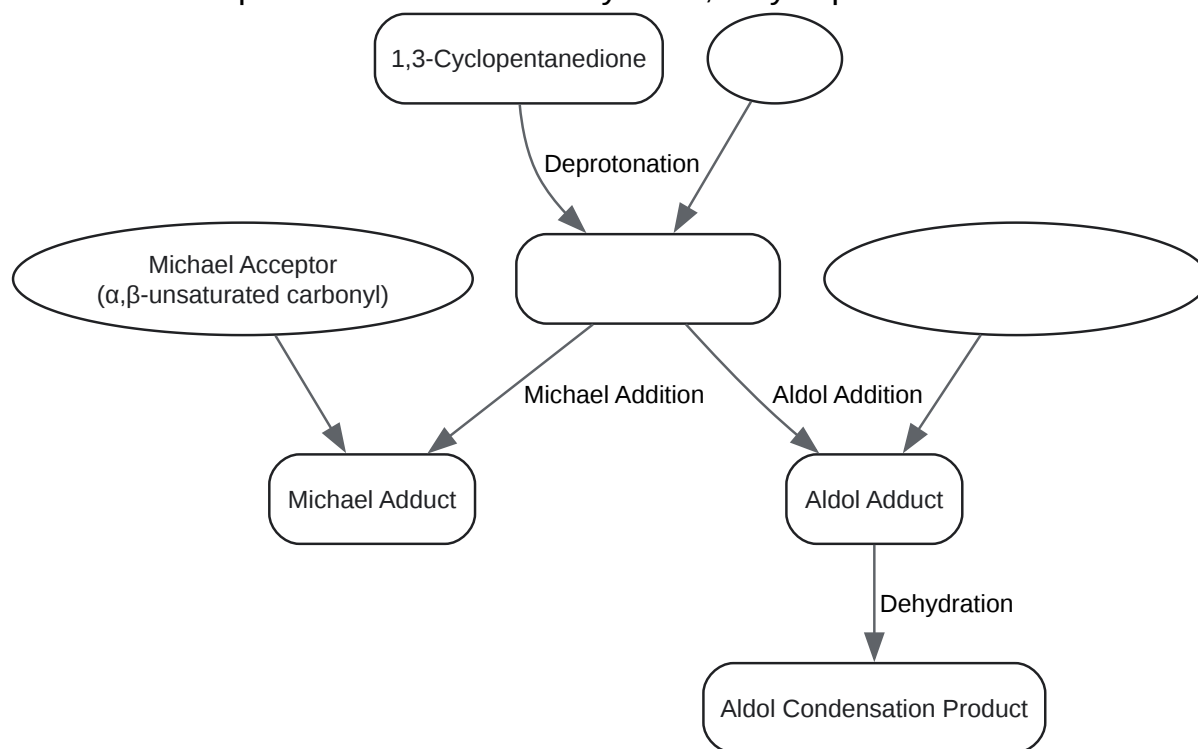 1,3-Cyclopentanedione
Deprotonation
Michael Acceptor
(α,β-unsaturated carbonyl)
Michael Addition
Aldol Addition
Michael Adduct
Aldol Adduct
Dehydration
Aldol Condensation Product